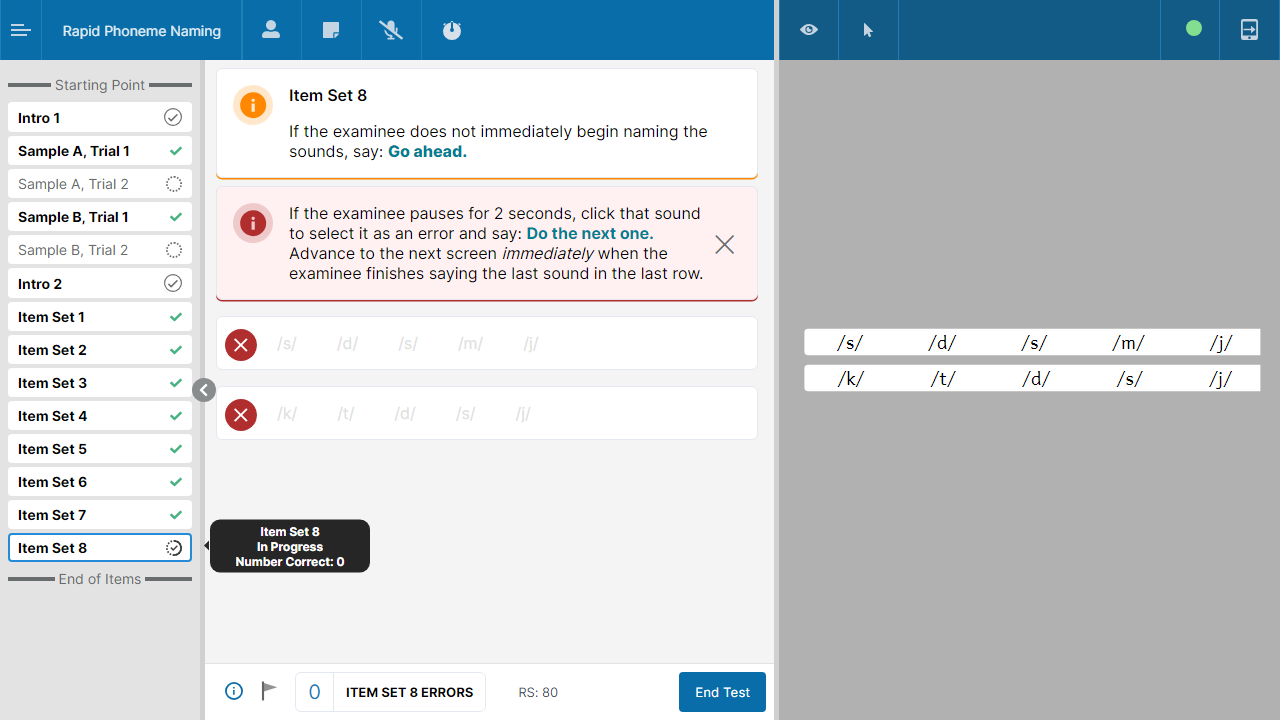 Rapid Phoneme Naming
Starting Point
Intro 1
Sample A, Trial 1
Sample A, Trial 2
Sample B, Trial 1
Sample B, Trial 2
Intro 2
Item Set 1
Item Set 2
Item Set 3
Item Set 4
Item Set 5
Item Set 6
Item Set 7
Item Set 8
End of Items
Item Set 8
In Progress
Number Correct: 0
Item Set 8
If the examinee does not immediately begin naming the
sounds, say: Go ahead.
If the examinee pauses for 2 seconds, click that sound
to select it as an error and say: Do the next one.
Advance to the next screen immediately when the
examinee finishes saying the last sound in the last row.
/s/ /d/ /s/ /m/ /j/
/k/ /t/ /d/ /s/ /j/
0 ITEM SET 8 ERRORS RS: 80 End Test
/s/ /d/ /s/ /m/ /j/
/k/ /t/ /d/ /s/ /j/